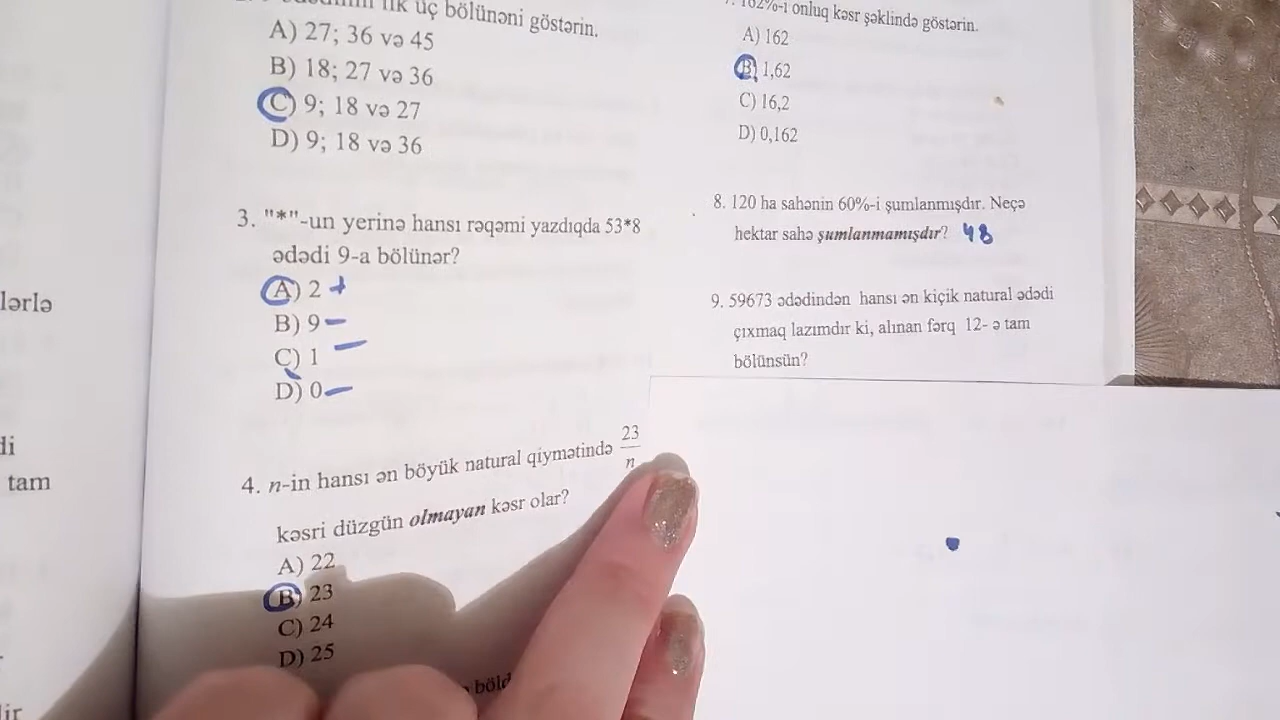 üç bölünəni göstərin.
A) 27; 36 və 45
B) 18; 27 və 36
C) 9; 18 və 27
D) 9; 18 və 36
3. "*"-un yerinə hansı rəqəmi yazdıqda 53*8
ədədi 9-a bölünər?
A) 2 +
B) 9 –
C) 1 –
D) 0 –
4. n-in hansı ən böyük natural qiymətində 23/n
kəsri düzgün olmayan kəsr olar?
A) 22
B) 23
C) 24
D) 25
lərlə
tam
162%-i onluq kəsr şəklində göstərin.
A) 162
B) 1,62
C) 16,2
D) 0,162
8. 120 ha sahənin 60%-i şumlanmışdır. Neçə
hektar sahə şumlanmamışdır? 48
9. 59673 ədədindən hansı ən kiçik natural ədədi
çıxmaq lazımdır ki, alınan fərq 12- ə tam
bölünsün?